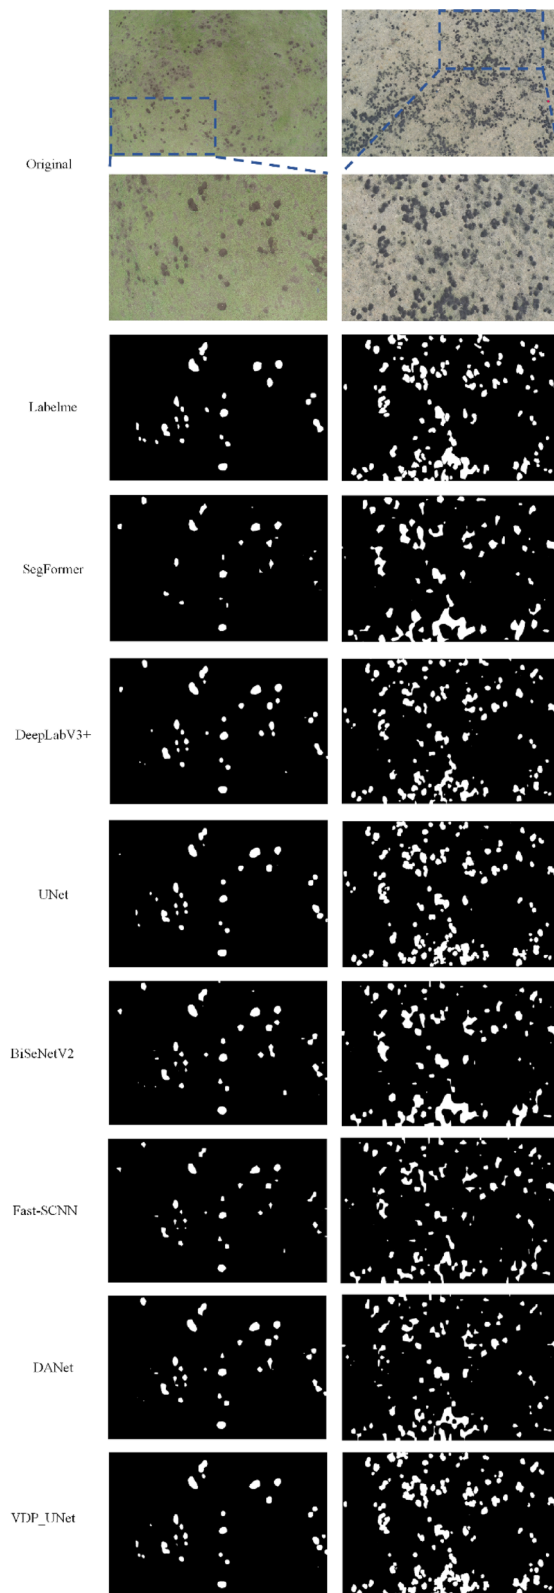 Original
Labelme
SegFormer
DeepLabV3+
UNet
BiSeNetV2
Fast-SCNN
DANet
VDP_UNet